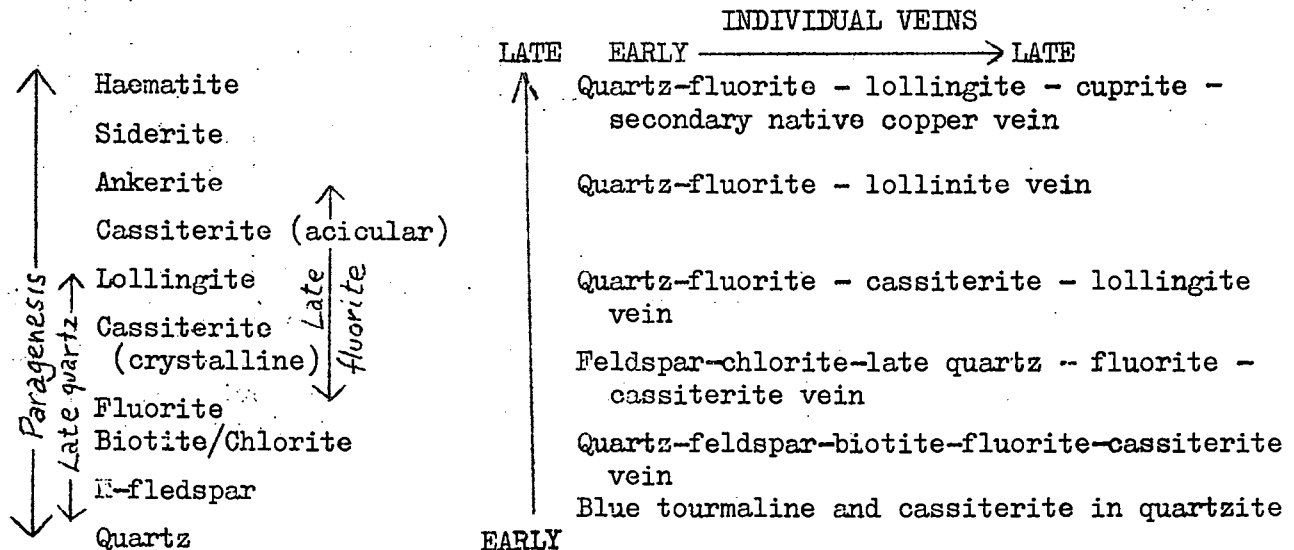 INDIVIDUAL VEINS
LATE EARLY LATE
Haematite
Siderite
Ankerite
Cassiterite (acicular)
Lollingite
Cassiterite
(crystalline)
Fluorite
Biotite/Chlorite
K-fledspar
Quartz
Paragenesis
Late quartz
Late
fluorite
EARLY
Quartz-fluorite - lollingite - cuprite -
secondary native copper vein
Quartz-fluorite - lollinite vein
Quartz-fluorite - cassiterite - lollingite
vein
Feldspar-chlorite-late quartz - fluorite -
cassiterite vein
Quartz-feldspar-biotite-fluorite-cassiterite
vein
Blue tourmaline and cassiterite in quartzite